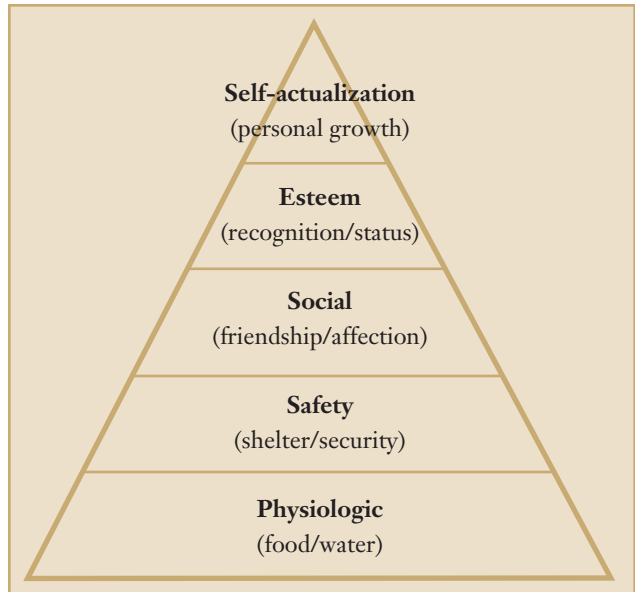 Self-actualization
(personal growth)
Esteem
(recognition/status)
Social
(friendship/affection)
Safety
(shelter/security)
Physiologic
(food/water)